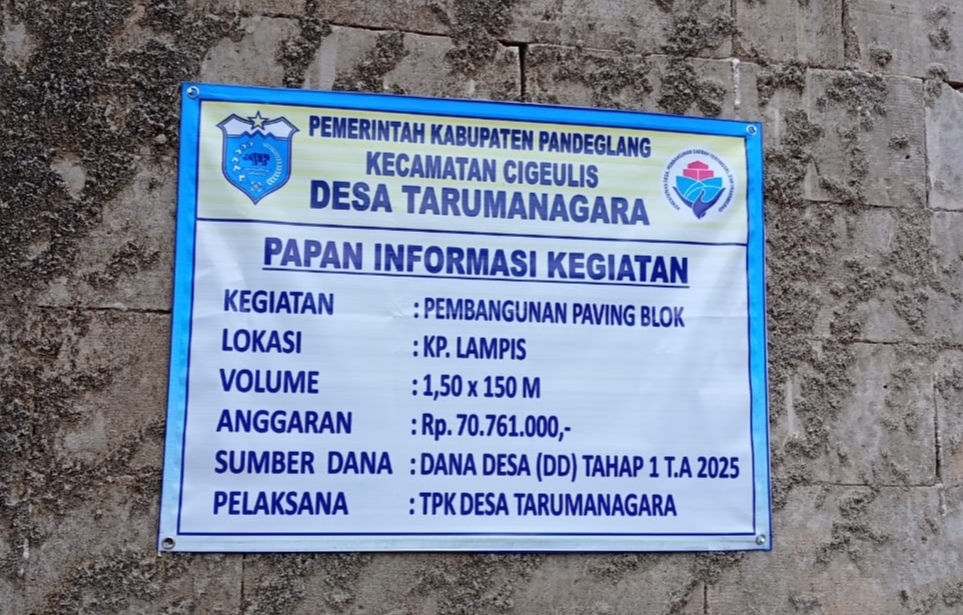 PEMERINTAH KABUPATEN PANDEGLANG
KECAMATAN CIGEULIS
DESA TARUMANAGARA
PAPAN INFORMASI KEGIATAN
KEGIATAN : PEMBANGUNAN PAVING BLOK
LOKASI : KP. LAMPIS
VOLUME : 1,50 x 150 M
ANGGARAN : Rp. 70.761.000,-
SUMBER DANA : DANA DESA (DD) TAHAP 1 T.A 2025
PELAKSANA : TPK DESA TARUMANAGARA